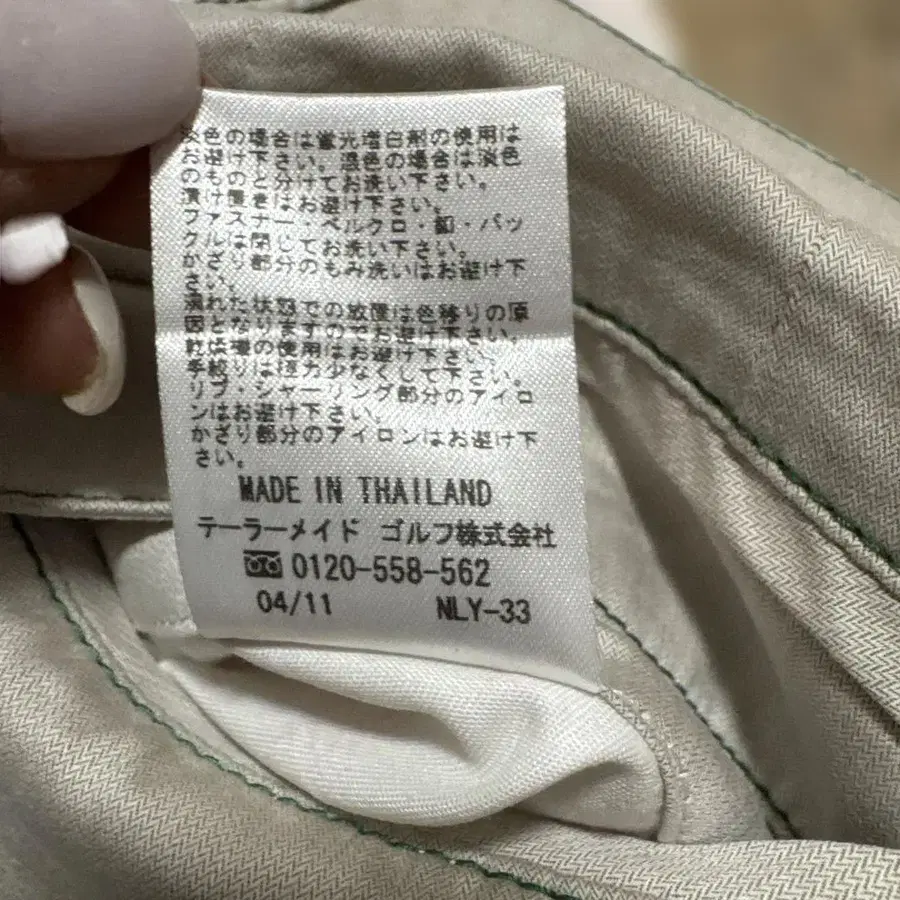 淡色の場合は蛍光増白剤の使用は
お避け下さい。濃色の場合は淡色
のものと分けてお洗い下さい。
漬け置きはお避け下さい。
ファスナー・ベルクロ・釦・バッ
クルは閉じてお洗い下さい。
かざり部分のもみ洗いはお避け下
さい。
濡れた状態での放置は色移りの原
因となりますのでお避け下さい。
乾燥機の使用はお避け下さい。
手絞りは極力少なくして下さい。
リブ・シャーリング部分のアイロ
ンはお避け下さい。
かざり部分のアイロンはお避け下
さい。
MADE IN THAILAND
テーラーメイド ゴルフ株式会社
0120-558-562
04/11 NLY-33